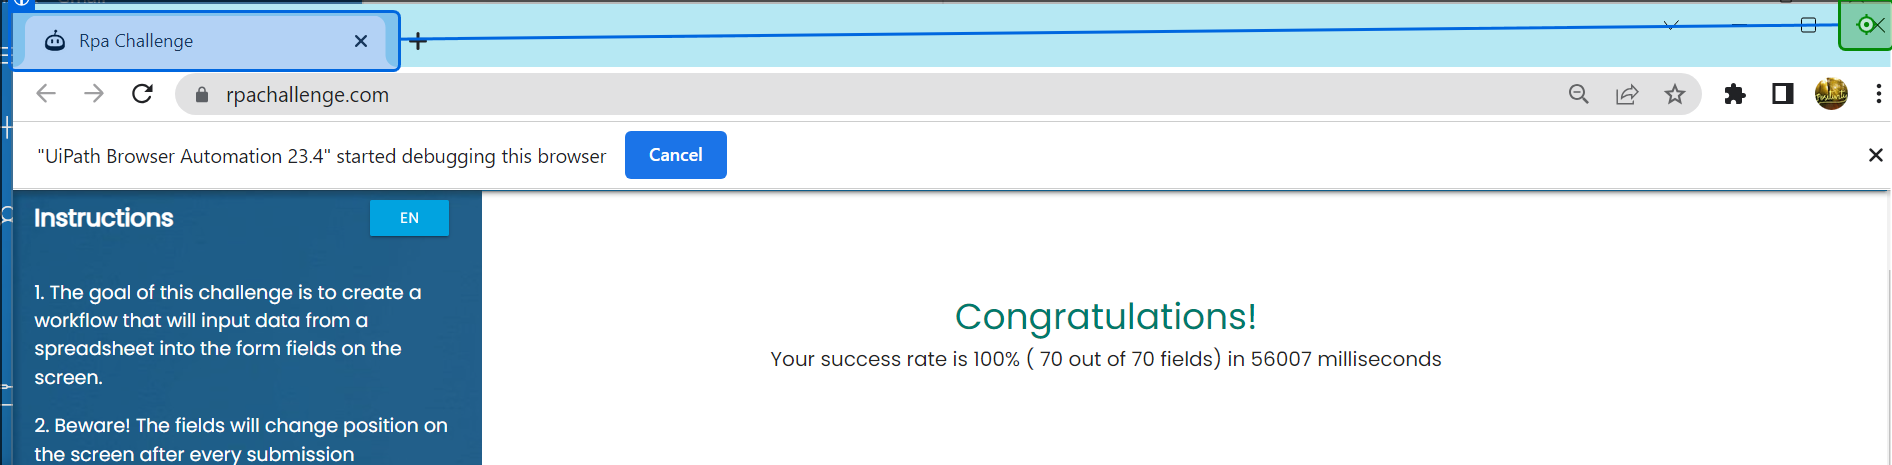 Rpa Challenge
rpachallenge.com
"UiPath Browser Automation 23.4" started debugging this browser
Cancel
Instructions
EN
1. The goal of this challenge is to create a
workflow that will input data from a
spreadsheet into the form fields on the
screen.
2. Beware! The fields will change position on
the screen after every submission
Congratulations!
Your success rate is 100% ( 70 out of 70 fields) in 56007 milliseconds